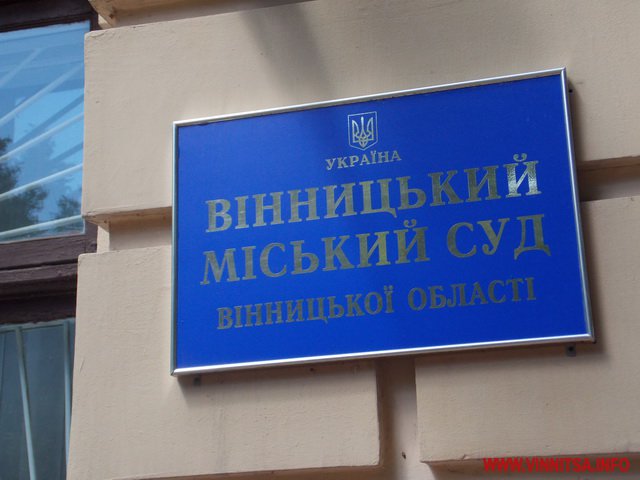 УКРАЇНА
ВІННИЦЬКИЙ
МІСЬКИЙ СУД
ВІННИЦЬКОЇ ОБЛАСТІ
WWW.VINNITSA.INFO